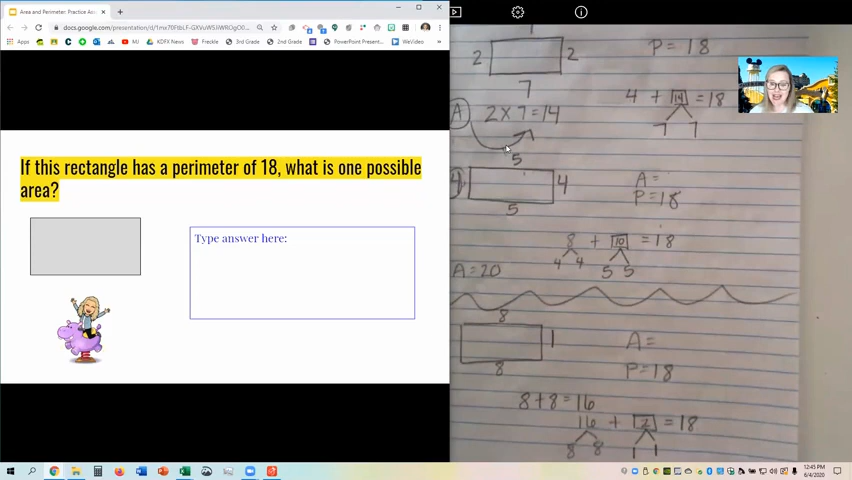 Area and Perimeter: Practice As
docs.google.com/presentation/d/1mx70FtbLF-GXVuW5JiWRlOgO0...
KDFX News
Freckle
3rd Grade
2nd Grade
PowerPoint Present...
WeVideo
If this rectangle has a perimeter of 18, what is one possible
area?
Type answer here:
2
2
7
P = 18
A
2 x 7 = 14
4 + 14 = 18
7 7
5
4
4
5
A =
P = 18
8 + 10 = 18
4 4 5 5
A = 20
8
1
8
A =
P = 18
8 + 8 = 16
16 + 2 = 18
8 8 1 1
12:45 PM
6/4/2020